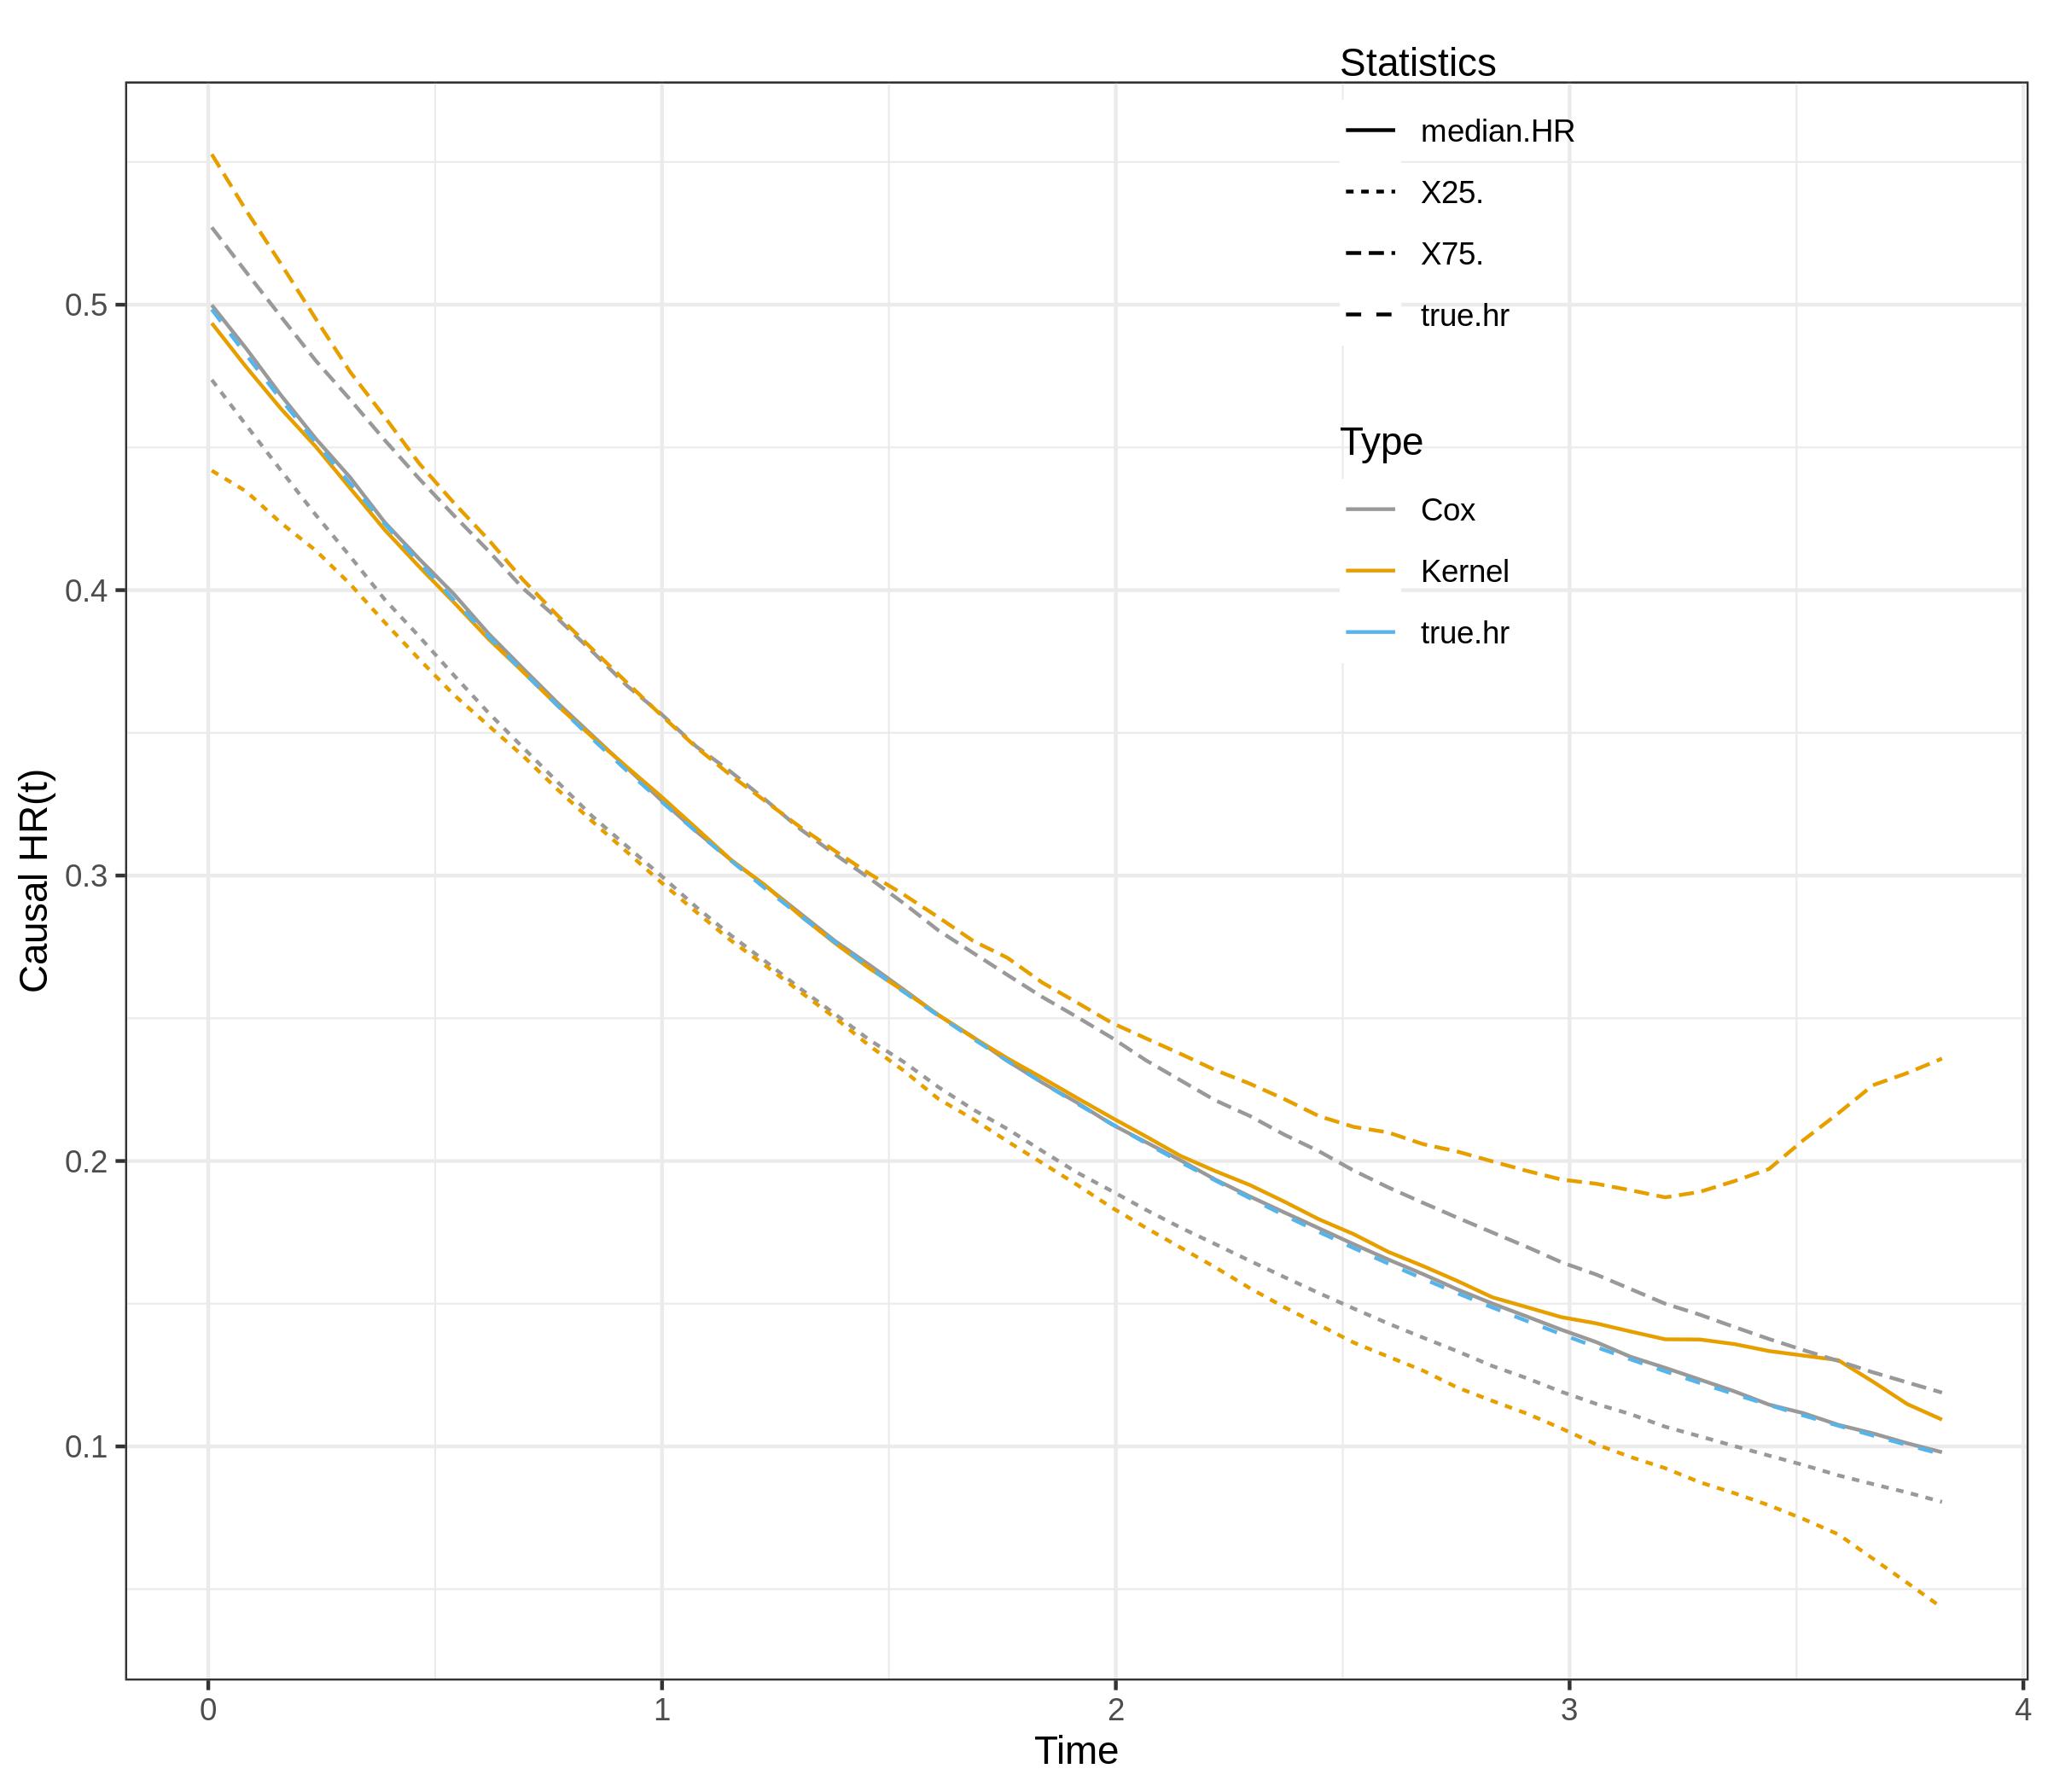 Statistics
median.HR
X25.
X75.
true.hr
Type
Cox
Kernel
true.hr
Causal HR(t)
0.5
0.4
0.3
0.2
0.1
0 1 2 3 4
Time